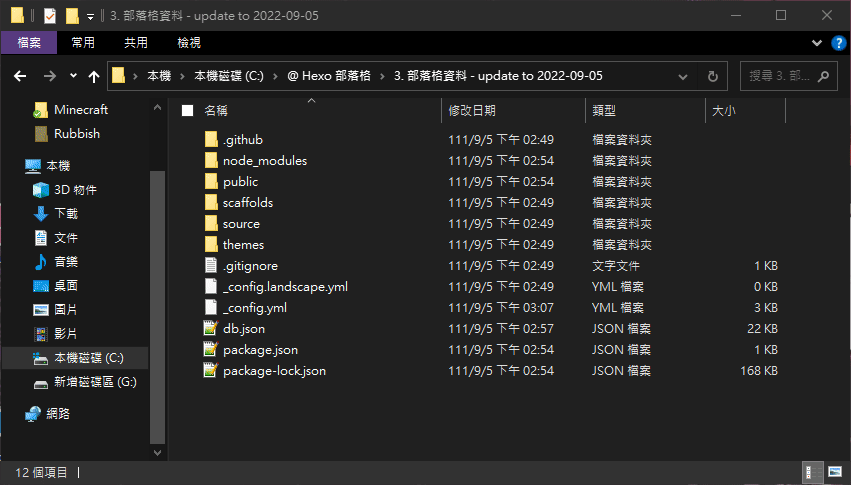 3. 部落格資料 - update to 2022-09-05
檔案 常用 共用 檢視
本機 本機磁碟 (C:) @ Hexo 部落格 3. 部落格資料 - update to 2022-09-05 搜尋 3. 部...
Minecraft
Rubbish
本機
3D 物件
下載
文件
音樂
桌面
圖片
影片
本機磁碟 (C:)
新增磁碟區 (G:)
網路
名稱 修改日期 類型 大小
.github 111/9/5 下午 02:49 檔案資料夾
node_modules 111/9/5 下午 02:54 檔案資料夾
public 111/9/5 下午 02:54 檔案資料夾
scaffolds 111/9/5 下午 02:49 檔案資料夾
source 111/9/5 下午 02:49 檔案資料夾
themes 111/9/5 下午 02:49 檔案資料夾
.gitignore 111/9/5 下午 02:49 文字文件 1 KB
_config.landscape.yml 111/9/5 下午 02:49 YML 檔案 0 KB
_config.yml 111/9/5 下午 03:07 YML 檔案 3 KB
db.json 111/9/5 下午 02:57 JSON 檔案 22 KB
package.json 111/9/5 下午 02:54 JSON 檔案 1 KB
package-lock.json 111/9/5 下午 02:54 JSON 檔案 168 KB
12 個項目